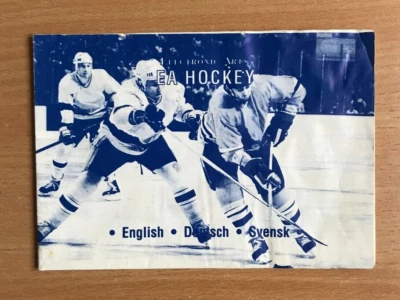 ELECTRONIC ARTS
EA HOCKEY
• English • Deutsch • Svensk